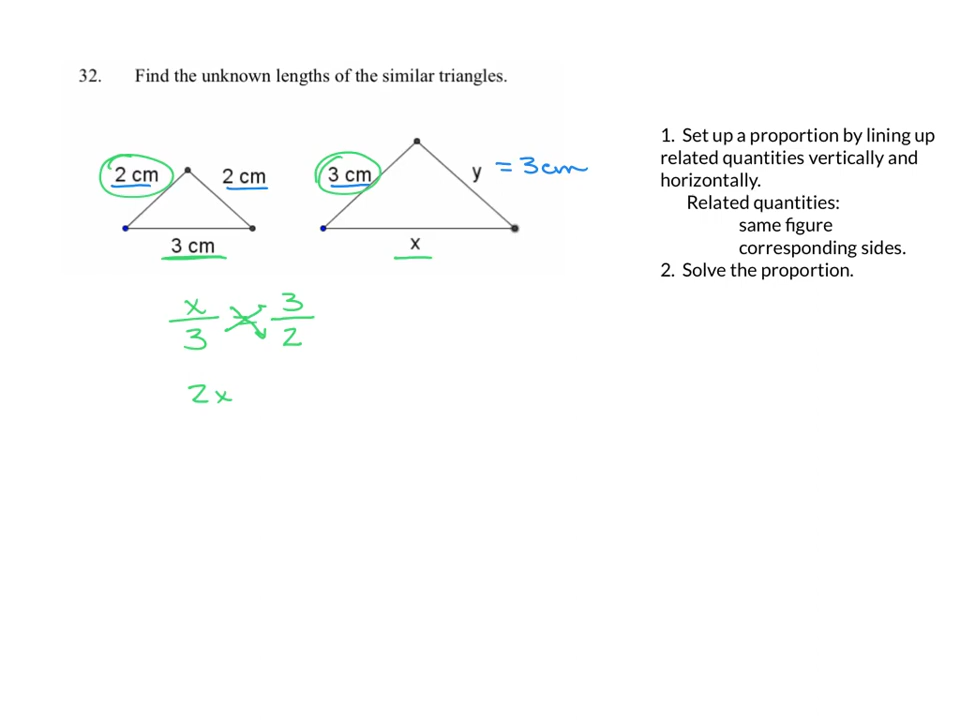 32. Find the unknown lengths of the similar triangles.
2 cm 2 cm 3 cm y = 3cm
3 cm x
x/3 3/2
2x
1. Set up a proportion by lining up
related quantities vertically and
horizontally.
Related quantities:
same figure
corresponding sides.
2. Solve the proportion.